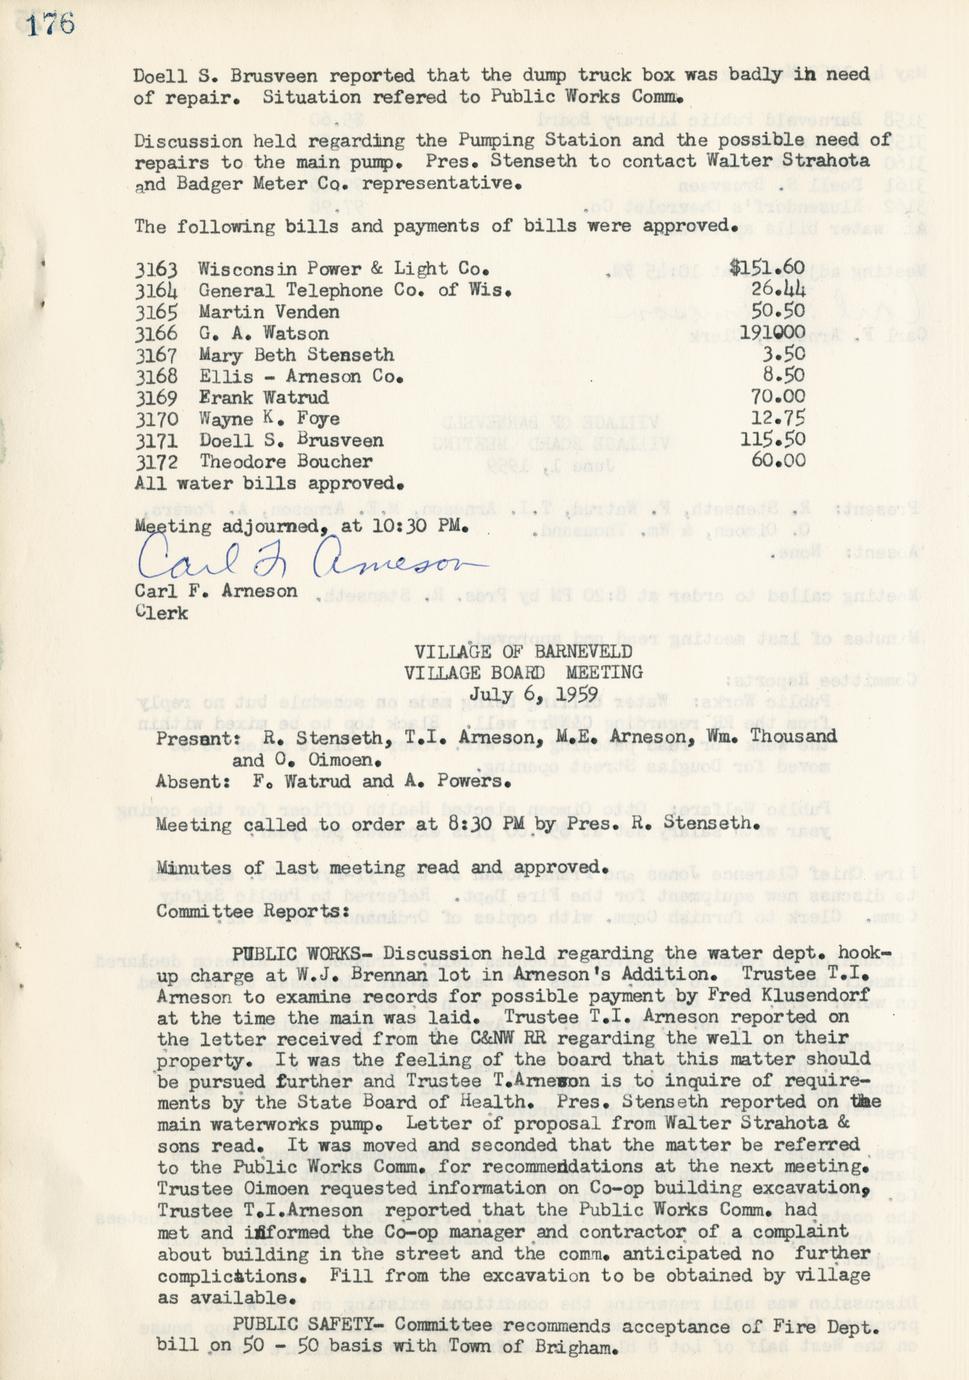 176
Doell S. Brusveen reported that the dump truck box was badly in need
of repair. Situation refered to Public Works Comm.
Discussion held regarding the Pumping Station and the possible need of
repairs to the main pump. Pres. Stenseth to contact Walter Strahota
and Badger Meter Co. representative.
The following bills and payments of bills were approved.
3163 Wisconsin Power & Light Co. $151.60
3164 General Telephone Co. of Wis. 26.44
3165 Martin Venden 50.50
3166 G. A. Watson 191000
3167 Mary Beth Stenseth 3.50
3168 Ellis - Arneson Co. 8.50
3169 Frank Watrud 70.00
3170 Wayne K. Foye 12.75
3171 Doell S. Brusveen 115.50
3172 Theodore Boucher 60.00
All water bills approved.
Meeting adjourned, at 10:30 PM.
Carl F. Arneson
Carl F. Arneson
Clerk
VILLAGE OF BARNEVELD
VILLAGE BOARD MEETING
July 6, 1959
Present: R. Stenseth, T.I. Arneson, M.E. Arneson, Wm. Thousand
and O. Oimoen.
Absent: F. Watrud and A. Powers.
Meeting called to order at 8:30 PM by Pres. R. Stenseth.
Minutes of last meeting read and approved.
Committee Reports:
PUBLIC WORKS- Discussion held regarding the water dept. hook-
up charge at W.J. Brennan lot in Arneson's Addition. Trustee T.I.
Arneson to examine records for possible payment by Fred Klusendorf
at the time the main was laid. Trustee T.I. Arneson reported on
the letter received from the C&NW RR regarding the well on their
property. It was the feeling of the board that this matter should
be pursued further and Trustee T.Arneson is to inquire of require-
ments by the State Board of Health. Pres. Stenseth reported on the
main waterworks pump. Letter of proposal from Walter Strahota &
sons read. It was moved and seconded that the matter be referred
to the Public Works Comm. for recommendations at the next meeting.
Trustee Oimoen requested information on Co-op building excavation,
Trustee T.I.Arneson reported that the Public Works Comm. had
met and informed the Co-op manager and contractor of a complaint
about building in the street and the comm. anticipated no further
complications. Fill from the excavation to be obtained by village
as available.
PUBLIC SAFETY- Committee recommends acceptance of Fire Dept.
bill on 50 - 50 basis with Town of Brigham.